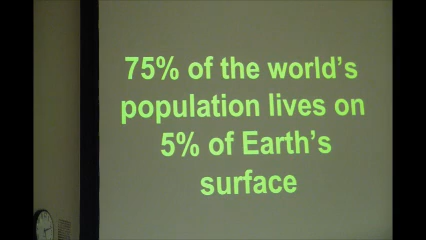 75% of the world's
population lives on
5% of Earth's
surface